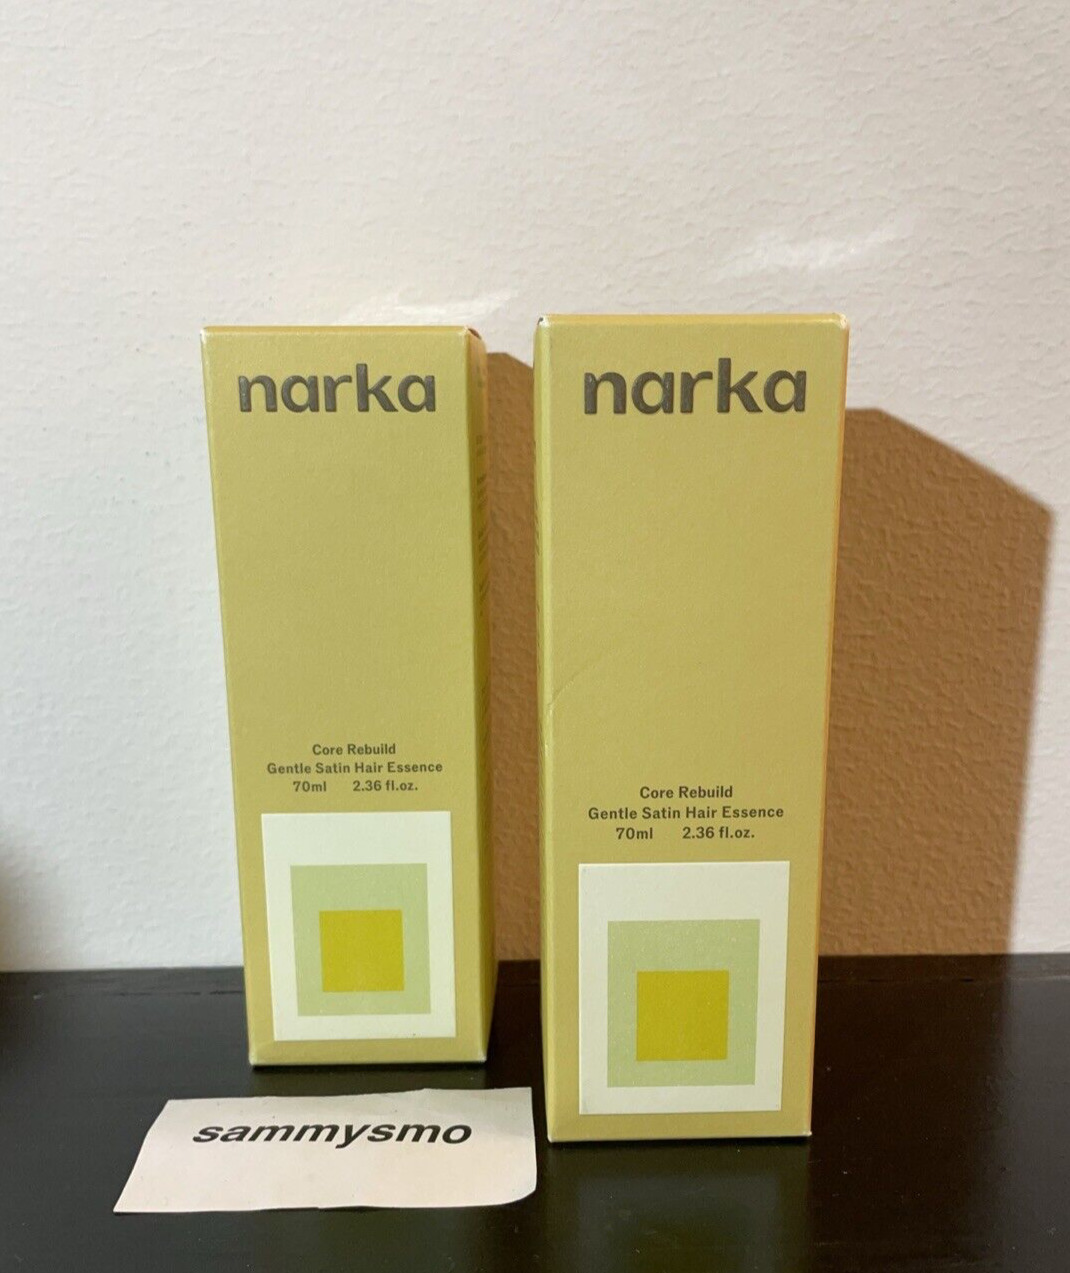 narka
Core Rebuild
Gentle Satin Hair Essence
70ml 2.36 fl.oz.
narka
Core Rebuild
Gentle Satin Hair Essence
70ml 2.36 fl.oz.
sammysmo